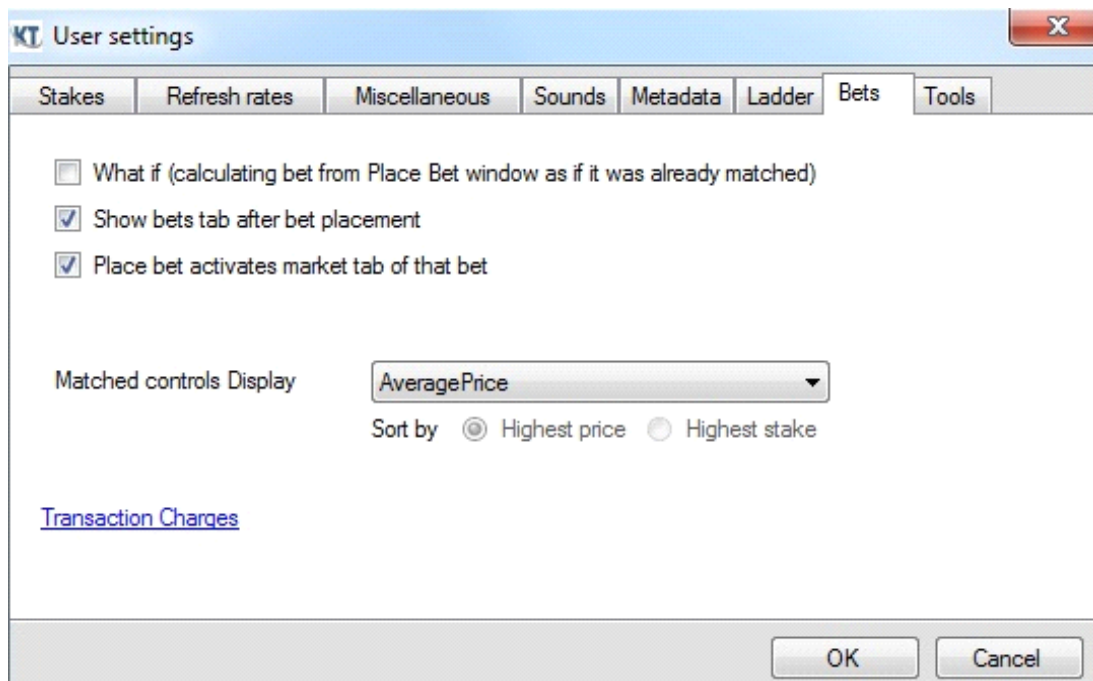 KT User settings
X
Stakes Refresh rates Miscellaneous Sounds Metadata Ladder Bets Tools
What if (calculating bet from Place Bet window as if it was already matched)
Show bets tab after bet placement
Place bet activates market tab of that bet
Matched controls Display AveragePrice
Sort by Highest price Highest stake
Transaction Charges
OK Cancel